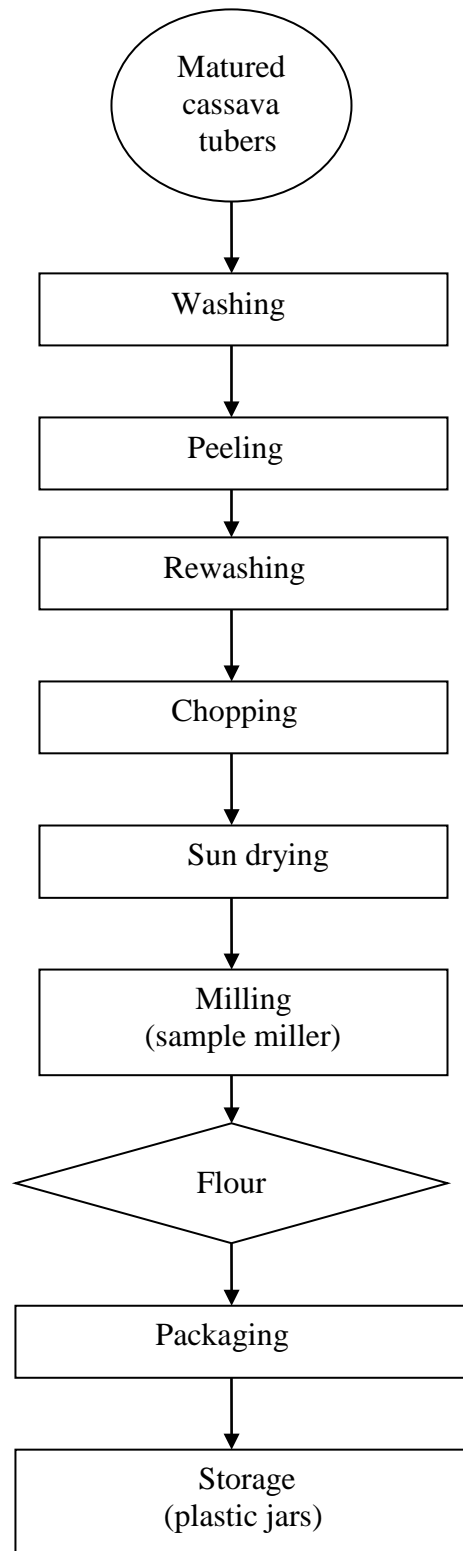 Matured
cassava
tubers
Washing
Peeling
Rewashing
Chopping
Sun drying
Milling
(sample miller)
Flour
Packaging
Storage
(plastic jars)